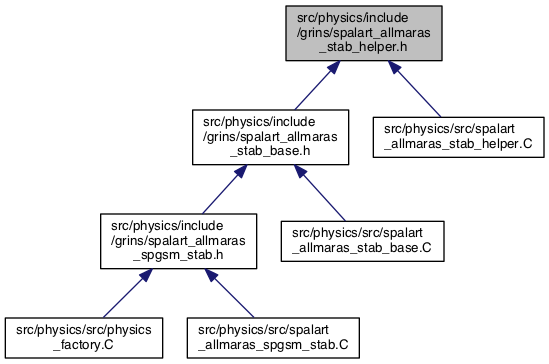 src/physics/include
/grins/spalart_allmaras
_stab_helper.h
src/physics/include
/grins/spalart_allmaras
_stab_base.h
src/physics/src/spalart
_allmaras_stab_helper.C
src/physics/include
/grins/spalart_allmaras
_spgsm_stab.h
src/physics/src/spalart
_allmaras_stab_base.C
src/physics/src/physics
_factory.C
src/physics/src/spalart
_allmaras_spgsm_stab.C